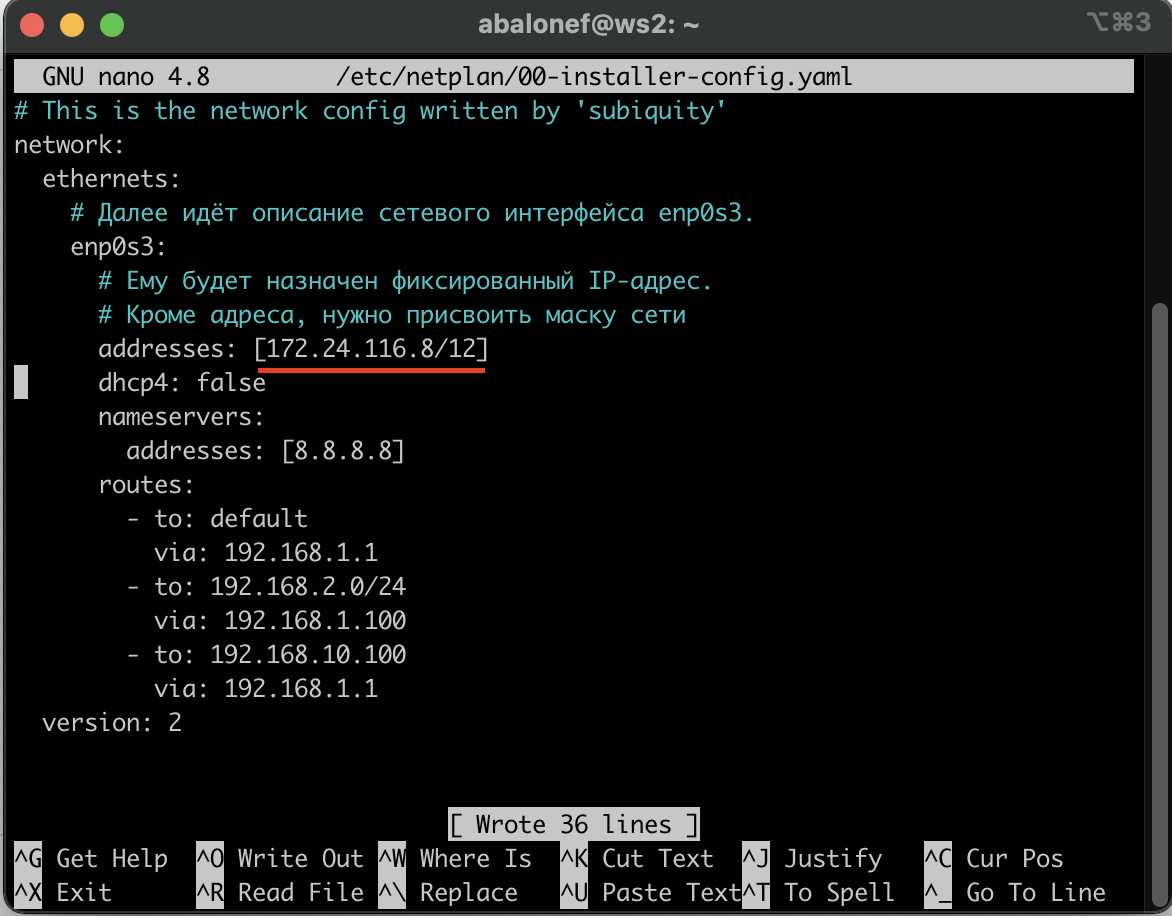 abalonef@ws2: ~
⌥⌘3
GNU nano 4.8 /etc/netplan/00-installer-config.yaml
# This is the network config written by 'subiquity'
network:
  ethernets:
    # Далее идёт описание сетевого интерфейса enp0s3.
    enp0s3:
      # Ему будет назначен фиксированный IP-адрес.
      # Кроме адреса, нужно присвоить маску сети
      addresses: [172.24.116.8/12]
      dhcp4: false
      nameservers:
        addresses: [8.8.8.8]
      routes:
        - to: default
          via: 192.168.1.1
        - to: 192.168.2.0/24
          via: 192.168.1.100
        - to: 192.168.10.100
          via: 192.168.1.1
  version: 2
[ Wrote 36 lines ]
^G Get Help ^O Write Out ^W Where Is ^K Cut Text ^J Justify ^C Cur Pos
^X Exit ^R Read File ^\ Replace ^U Paste Text^T To Spell ^_ Go To Line